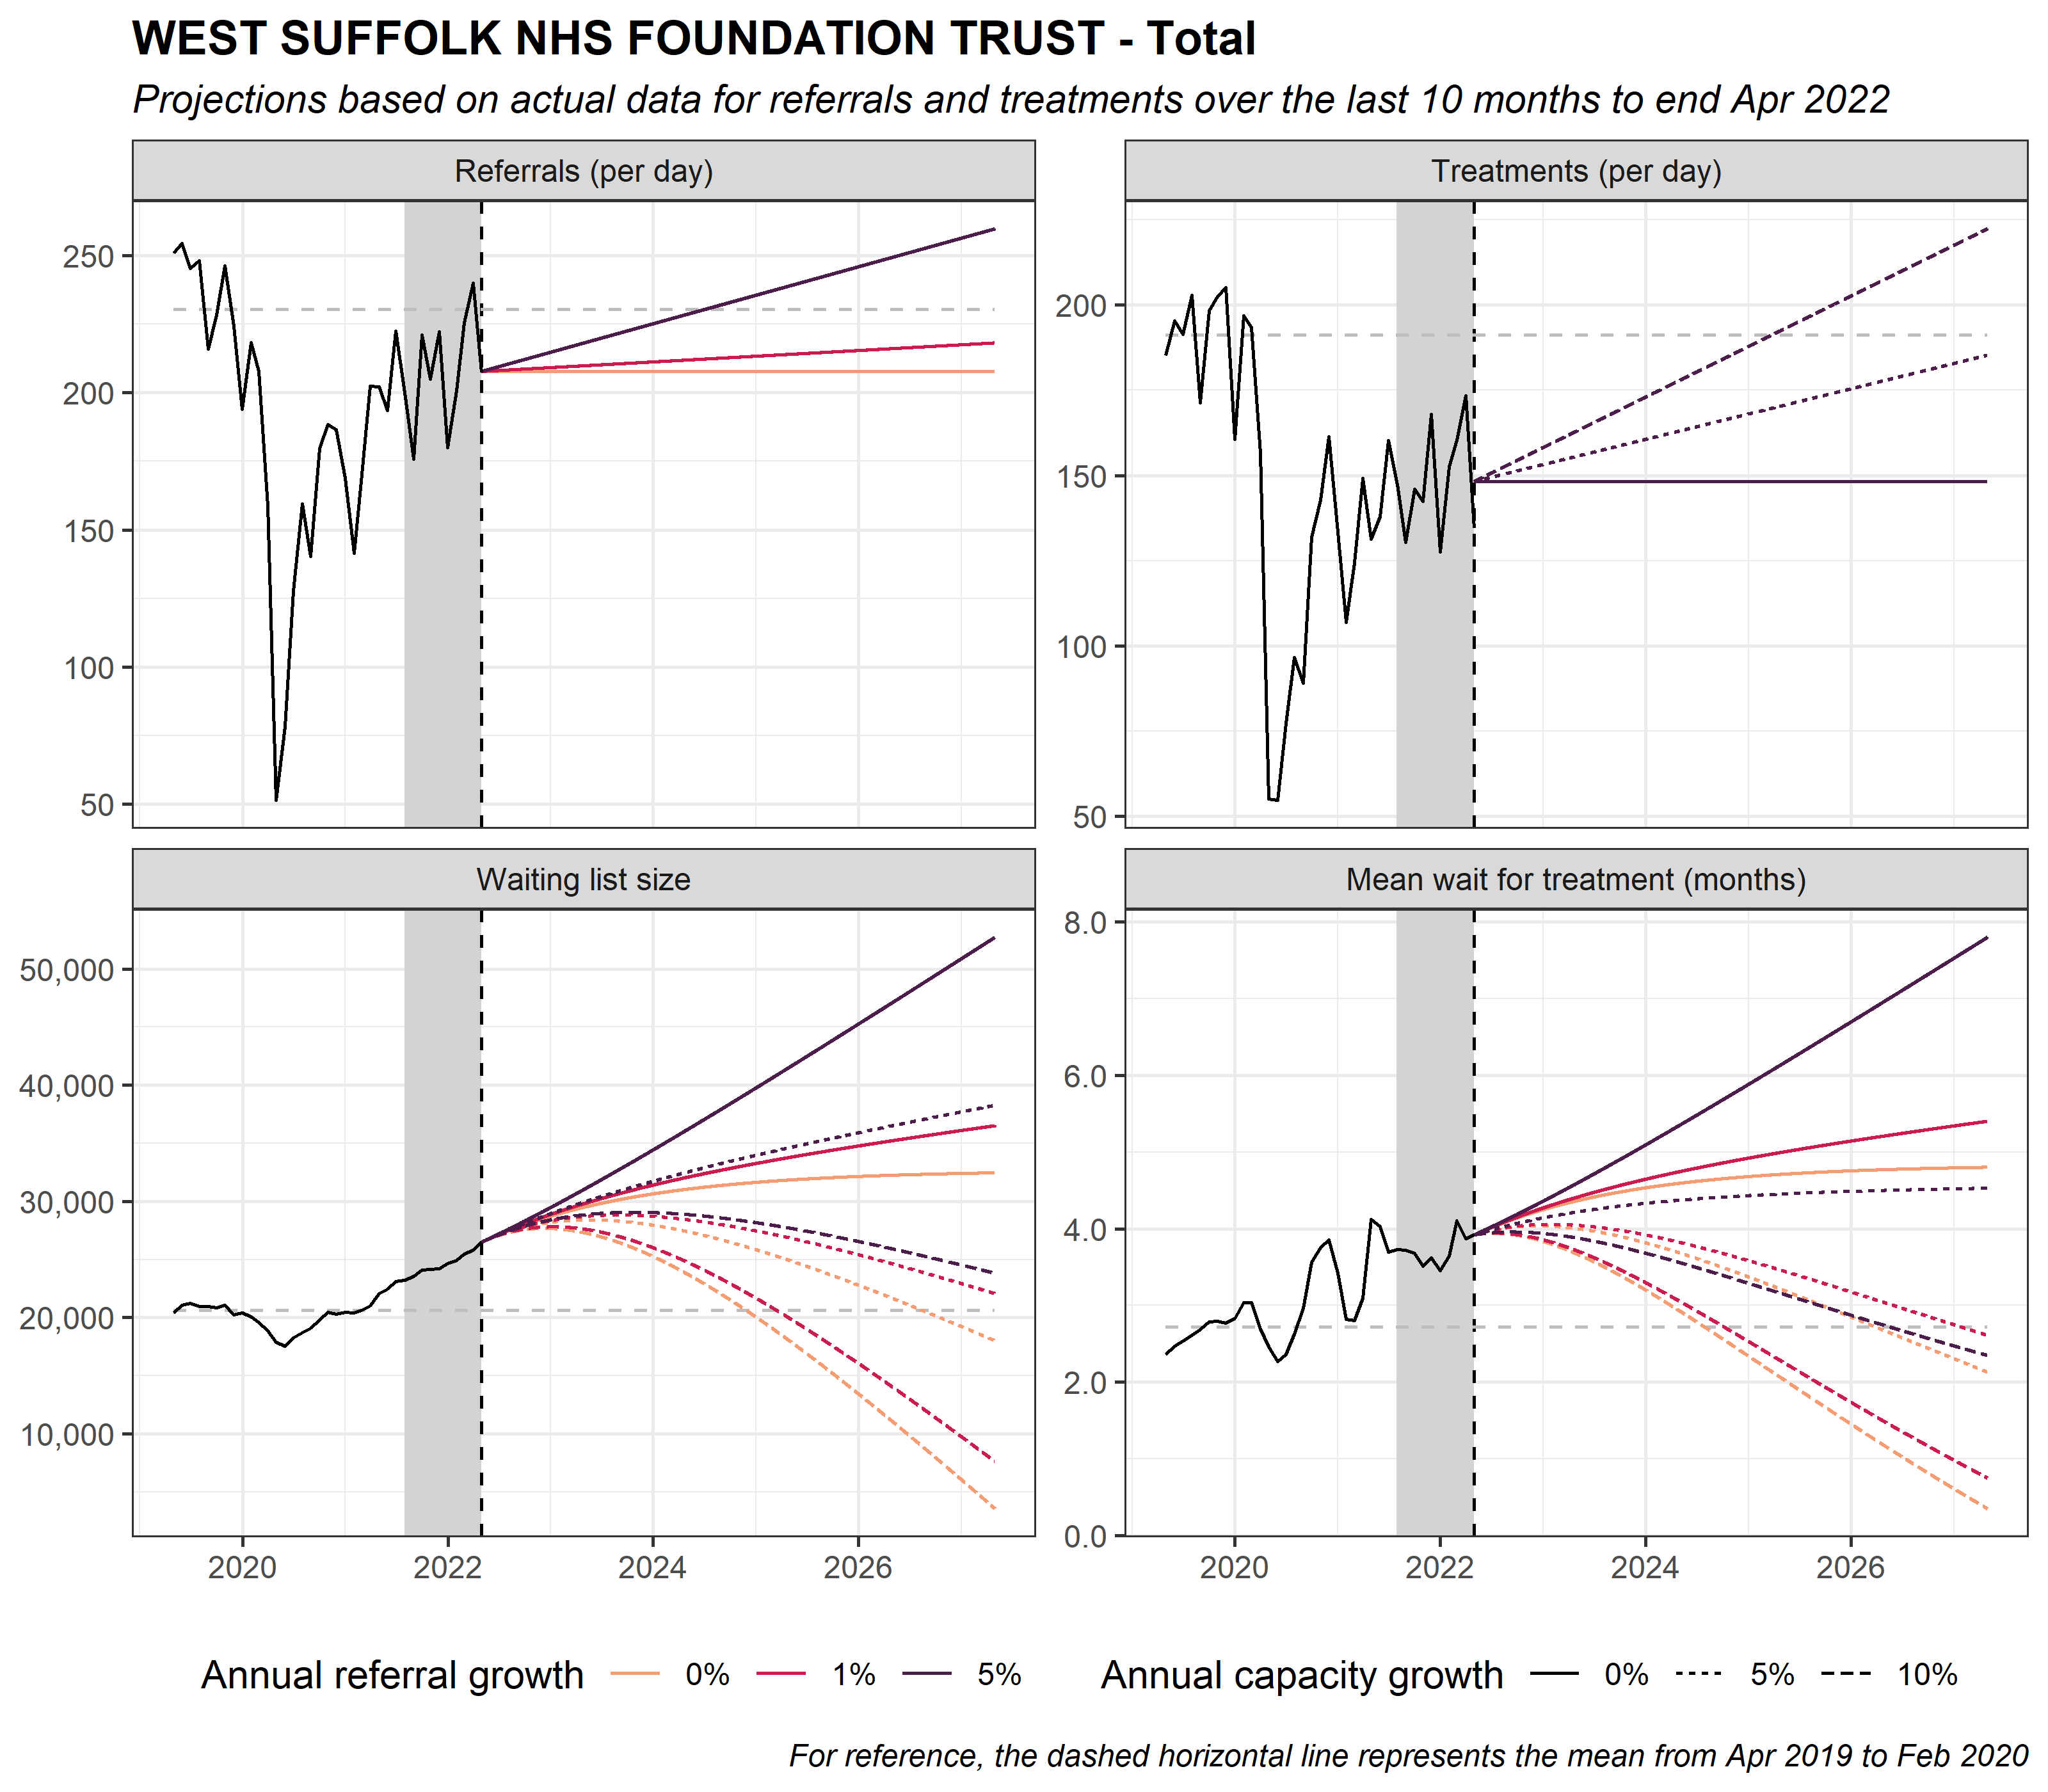 WEST SUFFOLK NHS FOUNDATION TRUST - Total
Projections based on actual data for referrals and treatments over the last 10 months to end Apr 2022
Referrals (per day)
250
200
150
100
50
Treatments (per day)
200
150
100
50
Waiting list size
50,000
40,000
30,000
20,000
10,000
2020 2022 2024 2026
Mean wait for treatment (months)
8.0
6.0
4.0
2.0
0.0
2020 2022 2024 2026
Annual referral growth 0% 1% 5%
Annual capacity growth 0% 5% 10%
For reference, the dashed horizontal line represents the mean from Apr 2019 to Feb 2020